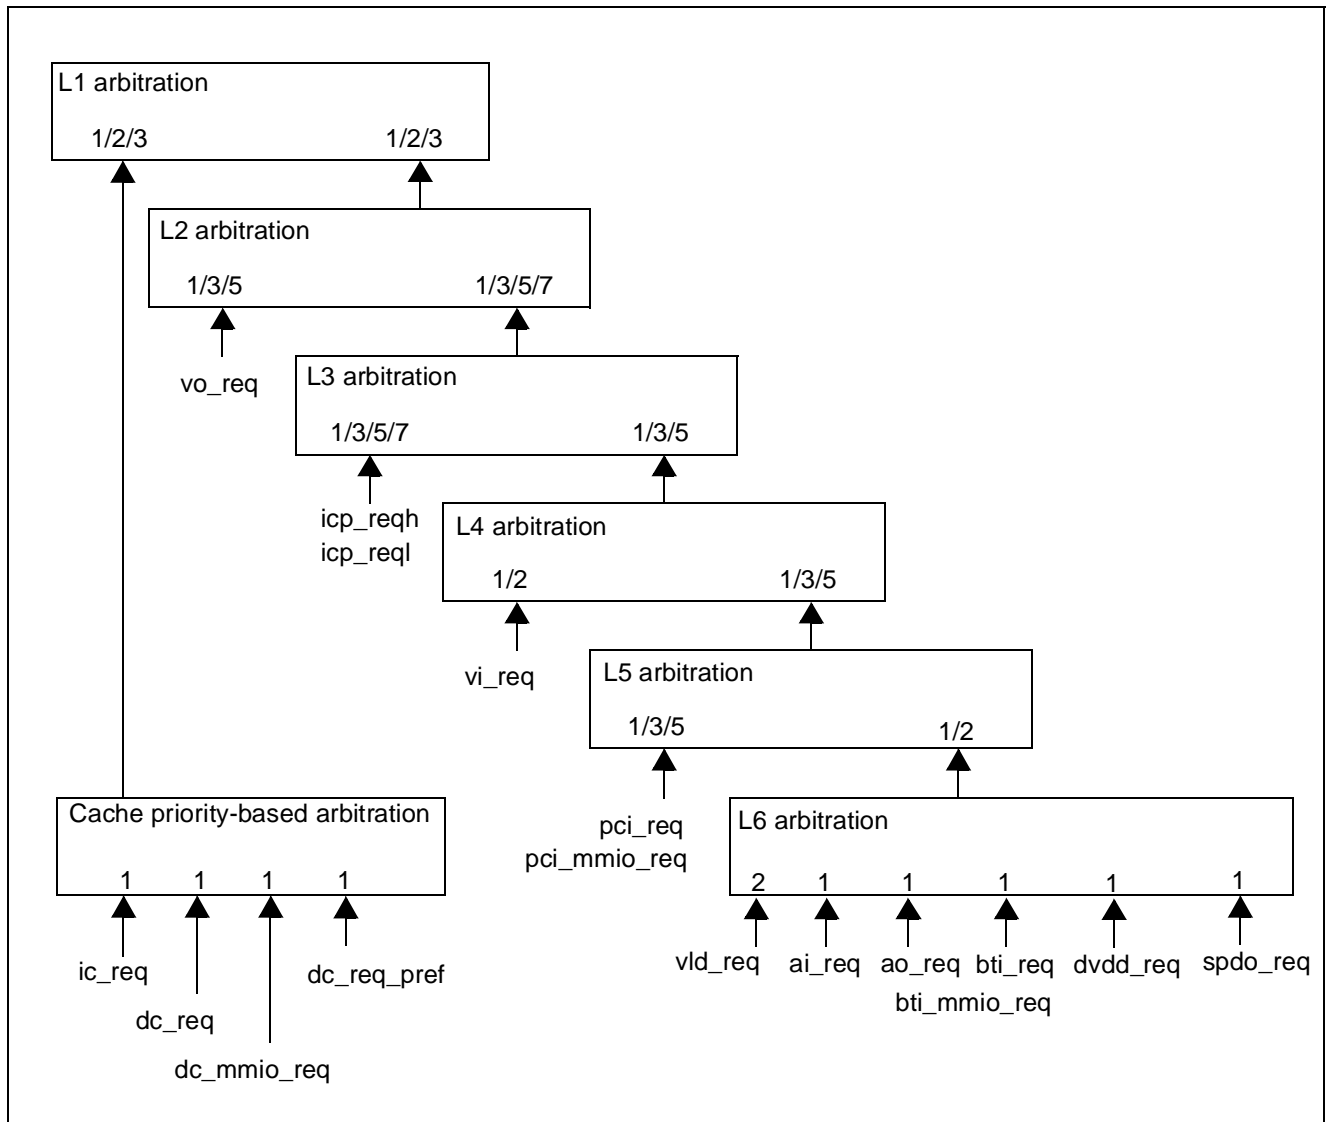 L1 arbitration
1/2/3 1/2/3
L2 arbitration
1/3/5 1/3/5/7
vo_req
L3 arbitration
1/3/5/7 1/3/5
icp_reqh
icp_reql
L4 arbitration
1/2 1/3/5
vi_req
L5 arbitration
1/3/5 1/2
pci_req
pci_mmio_req
Cache priority-based arbitration
1 1 1 1
ic_req
dc_req
dc_mmio_req
dc_req_pref
L6 arbitration
2 1 1 1 1 1
vld_req ai_req ao_req bti_req dvdd_req spdo_req
bti_mmio_req